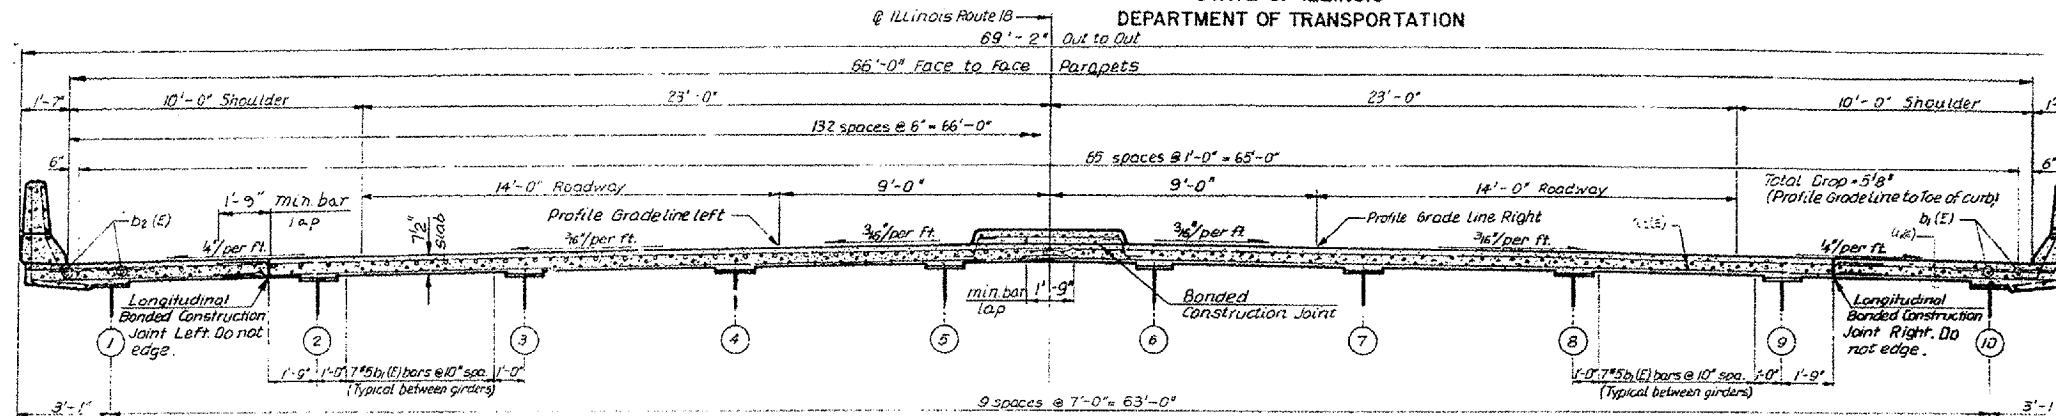 ℄ Illinois Route 18
DEPARTMENT OF TRANSPORTATION
69'-2" Out to Out
66'-0" Face to Face Parapets
1'-7"
10'-0" Shoulder
23'-0"
23'-0"
10'-0" Shoulder
132 spaces @ 6" = 66'-0"
6"
65 spaces @ 1'-0" = 65'-0"
6"
14'-0" Roadway
9'-0"
9'-0"
14'-0" Roadway
Total Drop = 5⅛"
(Profile Grade line to Toe of curb)
1'-9" min. bar
lap
b2 (E)
7½"
slab
Profile Grade line left
Profile Grade line Right
b1 (E)
¼"/per ft.
3/16"/per ft.
3/16"/per ft.
3/16"/per ft.
3/16"/per ft.
¼"/per ft.
Longitudinal
Bonded Construction
Joint Left. Do not
edge.
min. bar 1'-9"
lap
Bonded
Construction Joint
Longitudinal
Bonded Construction
Joint Right. Do
not edge.
1 2 3 4 5 6 7 8 9 10
1'-9" 1'-0" 7#5 b1(E) bars @ 10" spa. 1'-0"
(Typical between girders)
1'-0" 7#5 b1(E) bars @ 10" spa. 1'-0" 1'-9"
(Typical between girders)
3'-1"
9 spaces @ 7'-0" = 63'-0"
3'-1"